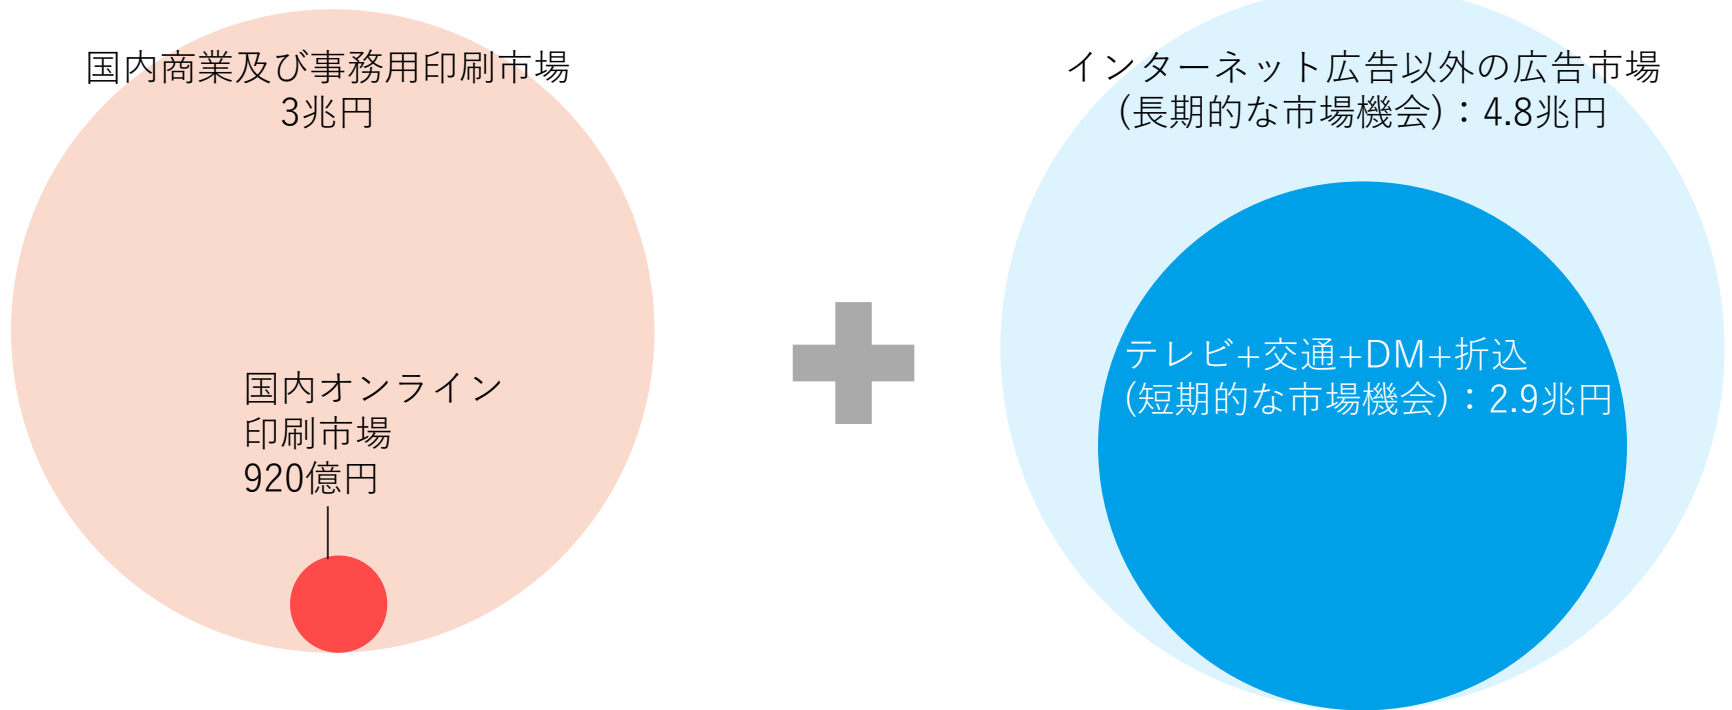 国内商業及び事務用印刷市場
3兆円
国内オンライン
印刷市場
920億円
インターネット広告以外の広告市場
(長期的な市場機会)：4.8兆円
テレビ+交通+DM+折込
(短期的な市場機会)：2.9兆円